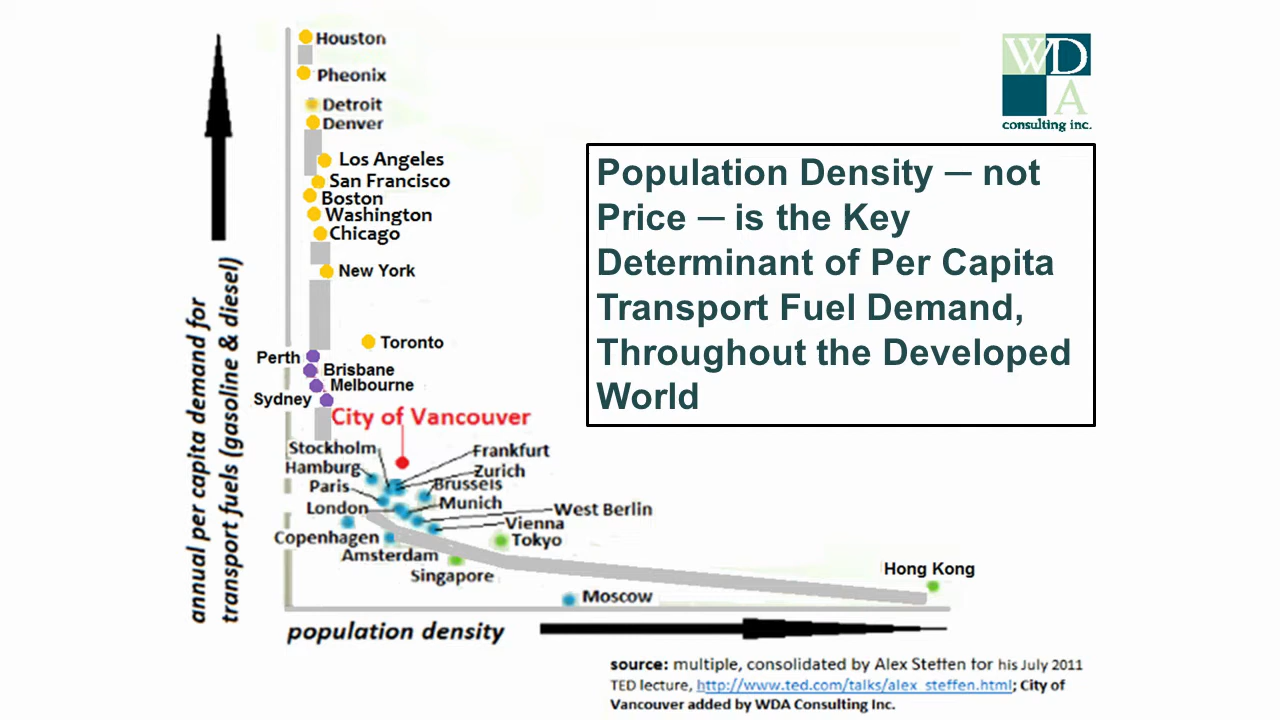 Houston
Pheonix
Detroit
Denver
Los Angeles
San Francisco
Boston
Washington
Chicago
New York
Toronto
Perth
Brisbane
Melbourne
Sydney
City of Vancouver
Stockholm
Frankfurt
Hamburg
Zurich
Paris
Brusseis
Munich
London
West Berlin
Vienna
Copenhagen
Tokyo
Amsterdam
Singapore
Hong Kong
Moscow
annual per capita demand for
transport fuels (gasoline & diesel)
population density
WDA
consulting inc.
Population Density — not
Price — is the Key
Determinant of Per Capita
Transport Fuel Demand,
Throughout the Developed
World
source: multiple, consolidated by Alex Steffen for his July 2011
TED lecture, http://www.ted.com/talks/alex_steffen.html; City of
Vancouver added by WDA Consulting Inc.